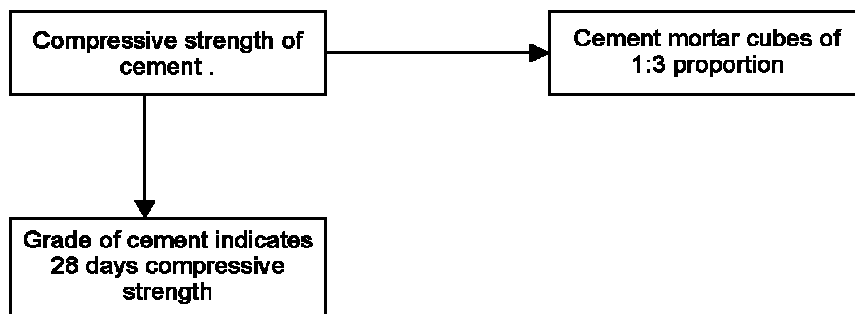 Compressive strength of
cement .
Cement mortar cubes of
1:3 proportion
Grade of cement indicates
28 days compressive
strength